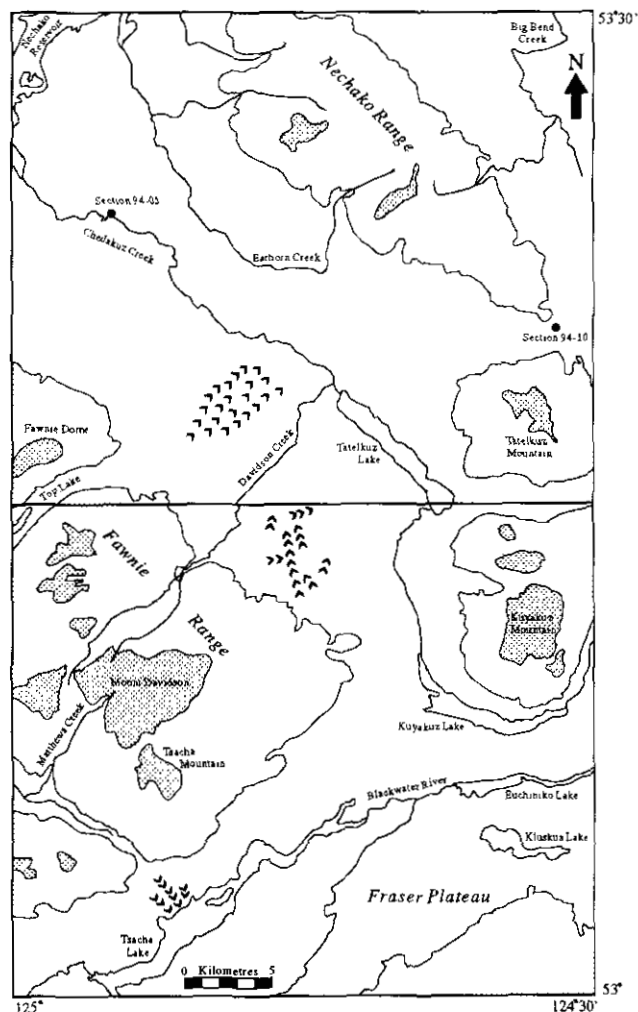 53°30'
Nechako
Reservoir
Big Bend
Creek
N
Nechako
Range
Section 94-03
Chedakuz Creek
Earhorn Creek
Section 94-10
Fawnie Dome
Davidson Creek
Tatelkuz
Lake
Tatelkuz
Mountain
Top Lake
Fawnie
Range
Kuyakuz
Mountain
Mount Davidson
Matthews Creek
Tsacha
Mountain
Kuyakuz Lake
Blackwater River
Euchiniko Lake
Kluskus Lake
Fraser Plateau
Tsacha
Lake
0 Kilometres 5
53°
125°
124°30'